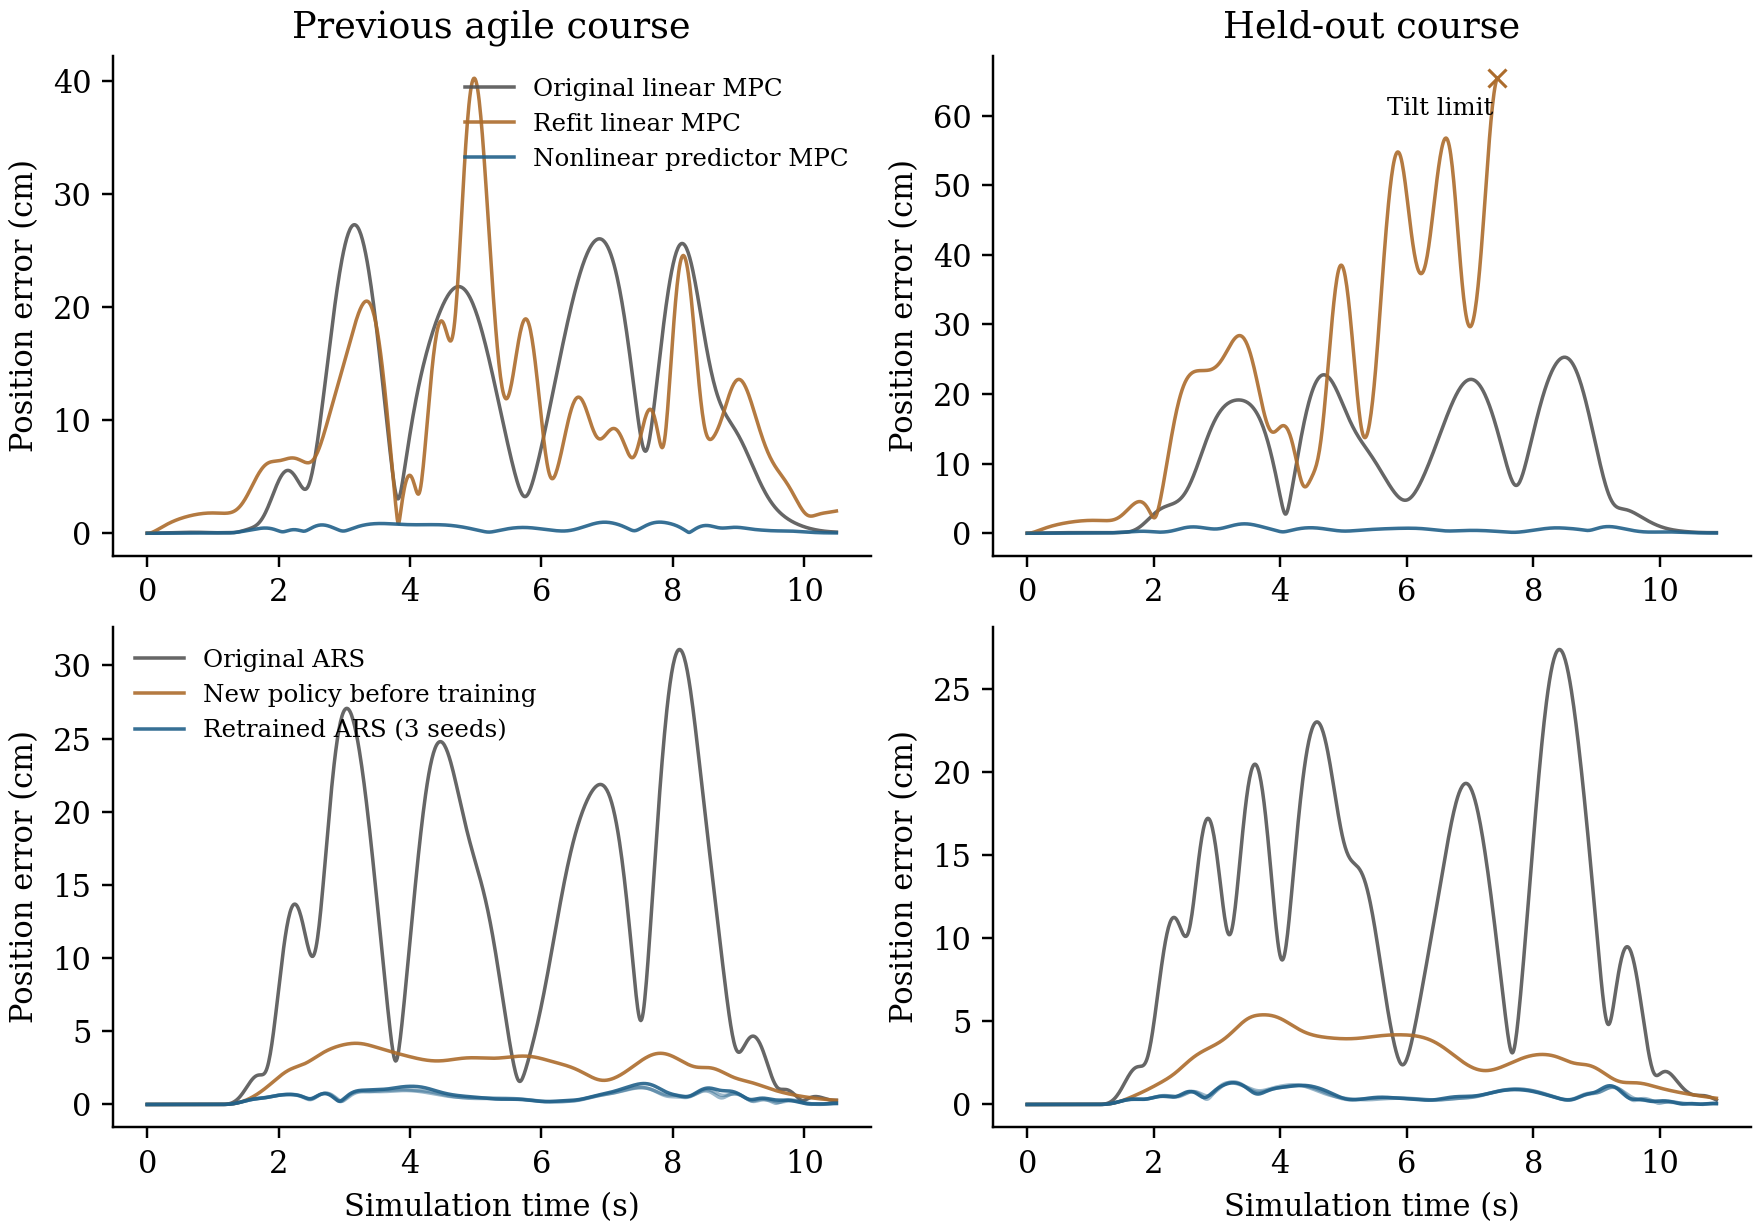 Previous agile course
Held-out course
Position error (cm)
40
30
20
10
0
Original linear MPC
Refit linear MPC
Nonlinear predictor MPC
0 2 4 6 8 10
Position error (cm)
60
50
40
30
20
10
0
Tilt limit
0 2 4 6 8 10
Position error (cm)
30
25
20
15
10
5
0
Original ARS
New policy before training
Retrained ARS (3 seeds)
0 2 4 6 8 10
Simulation time (s)
Position error (cm)
25
20
15
10
5
0
0 2 4 6 8 10
Simulation time (s)